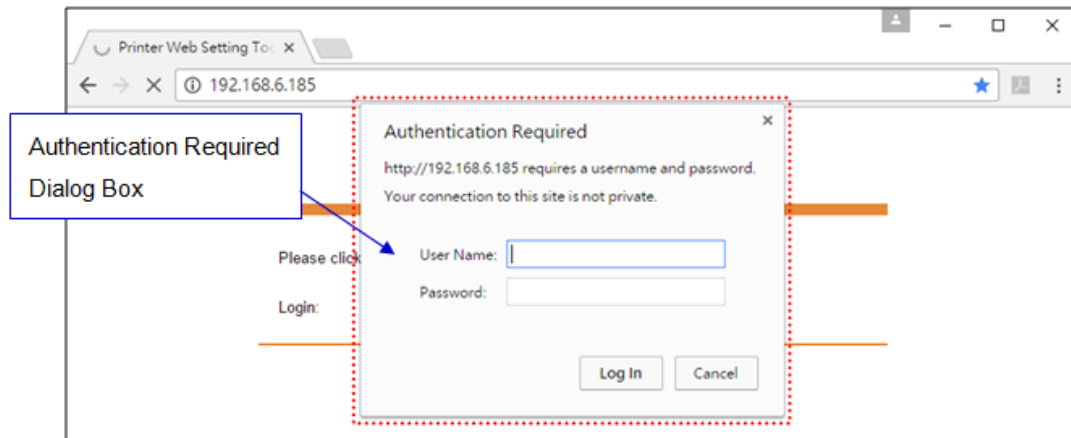 Printer Web Setting Too
192.168.6.185
Authentication Required
Dialog Box
Authentication Required
http://192.168.6.185 requires a username and password.
Your connection to this site is not private.
Please click
User Name:
Password:
Login:
Log In
Cancel